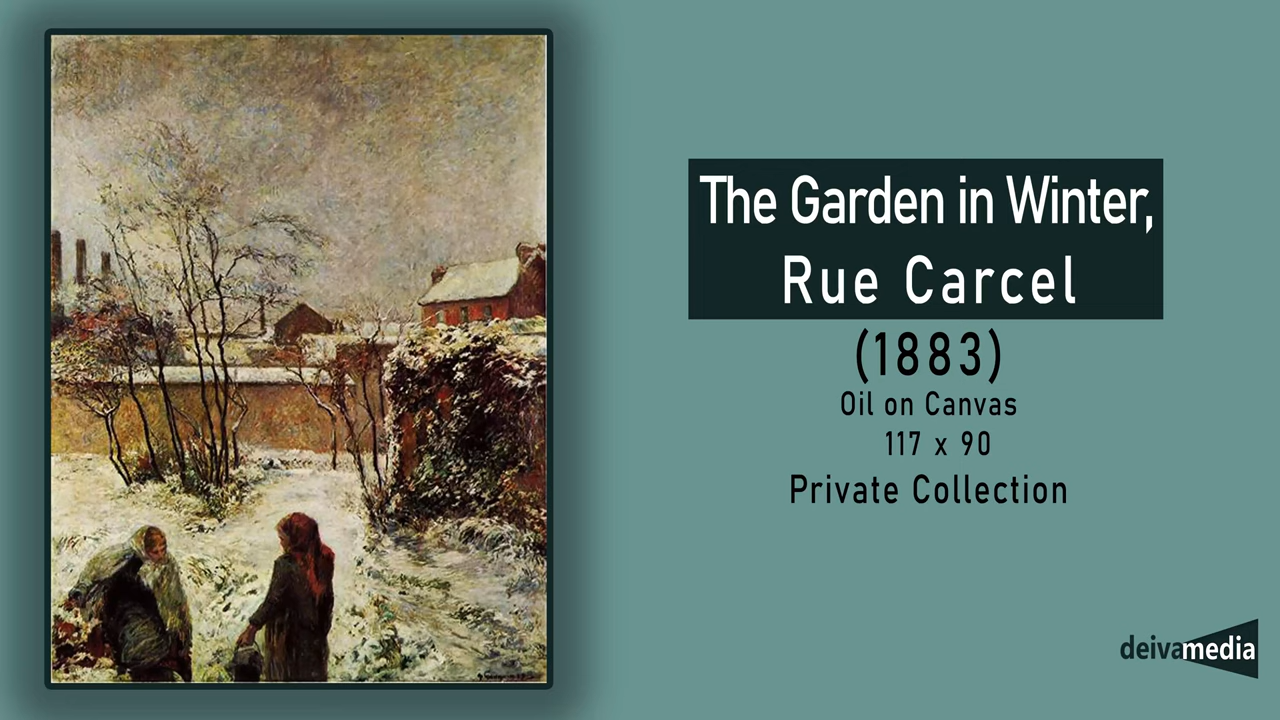 The Garden in Winter,
Rue Carcel
(1883)
Oil on Canvas
117 x 90
Private Collection
deivamedia